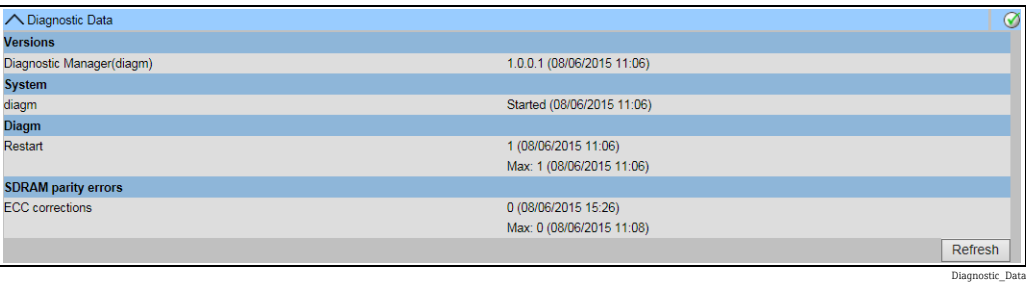 Diagnostic Data
Versions
Diagnostic Manager(diagm) 1.0.0.1 (08/06/2015 11:06)
System
diagm Started (08/06/2015 11:06)
Diagm
Restart 1 (08/06/2015 11:06)
Max: 1 (08/06/2015 11:06)
SDRAM parity errors
ECC corrections 0 (08/06/2015 15:26)
Max: 0 (08/06/2015 11:08)
Refresh
Diagnostic_Data